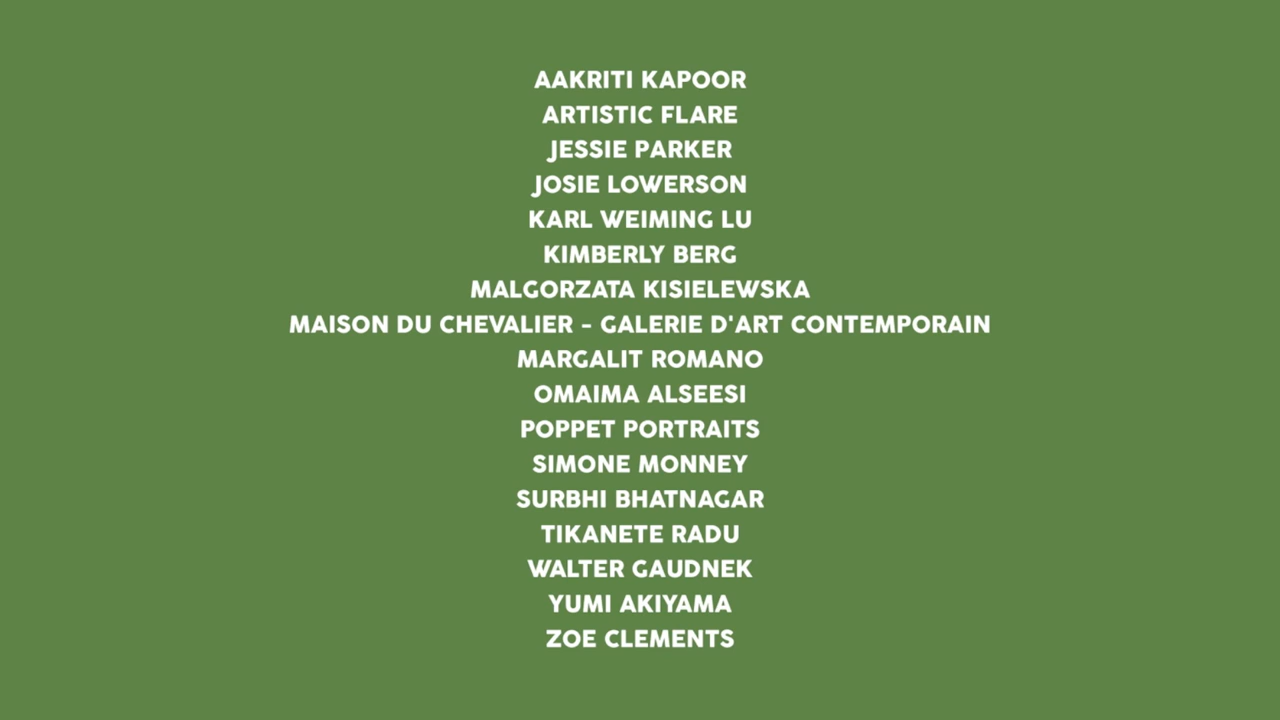 AAKRITI KAPOOR
ARTISTIC FLARE
JESSIE PARKER
JOSIE LOWERSON
KARL WEIMING LU
KIMBERLY BERG
MALGORZATA KISIELEWSKA
MAISON DU CHEVALIER - GALERIE D'ART CONTEMPORAIN
MARGALIT ROMANO
OMAIMA ALSEESI
POPPET PORTRAITS
SIMONE MONNEY
SURBHI BHATNAGAR
TIKANETE RADU
WALTER GAUDNEK
YUMI AKIYAMA
ZOE CLEMENTS